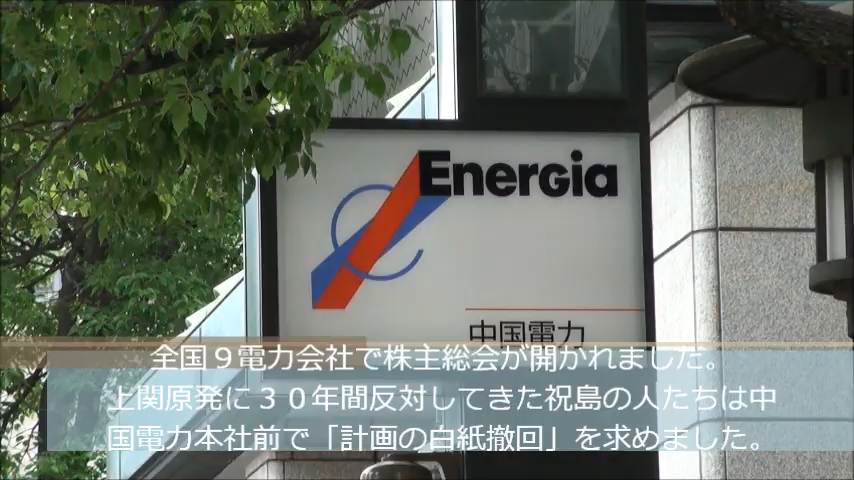 Energia
中国電力
全国９電力会社で株主総会が開かれました。
上関原発に３０年間反対してきた祝島の人たちは中
国電力本社前で「計画の白紙撤回」を求めました。